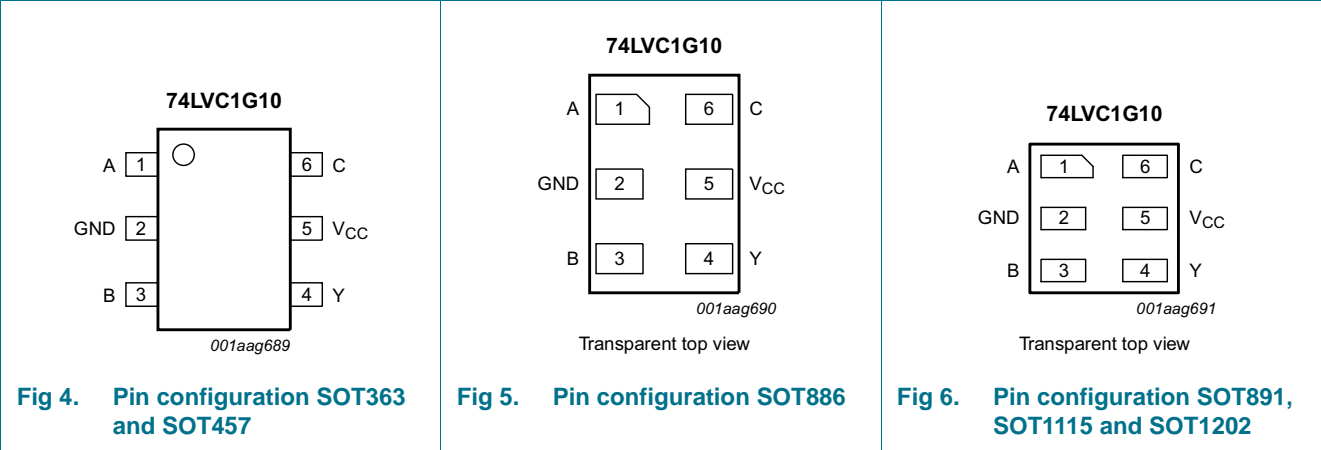 74LVC1G10
A 1 6 C
GND 2 5 VCC
B 3 4 Y
001aag689
Fig 4. Pin configuration SOT363
and SOT457
74LVC1G10
A 1 6 C
GND 2 5 VCC
B 3 4 Y
001aag690
Transparent top view
Fig 5. Pin configuration SOT886
74LVC1G10
A 1 6 C
GND 2 5 VCC
B 3 4 Y
001aag691
Transparent top view
Fig 6. Pin configuration SOT891,
SOT1115 and SOT1202